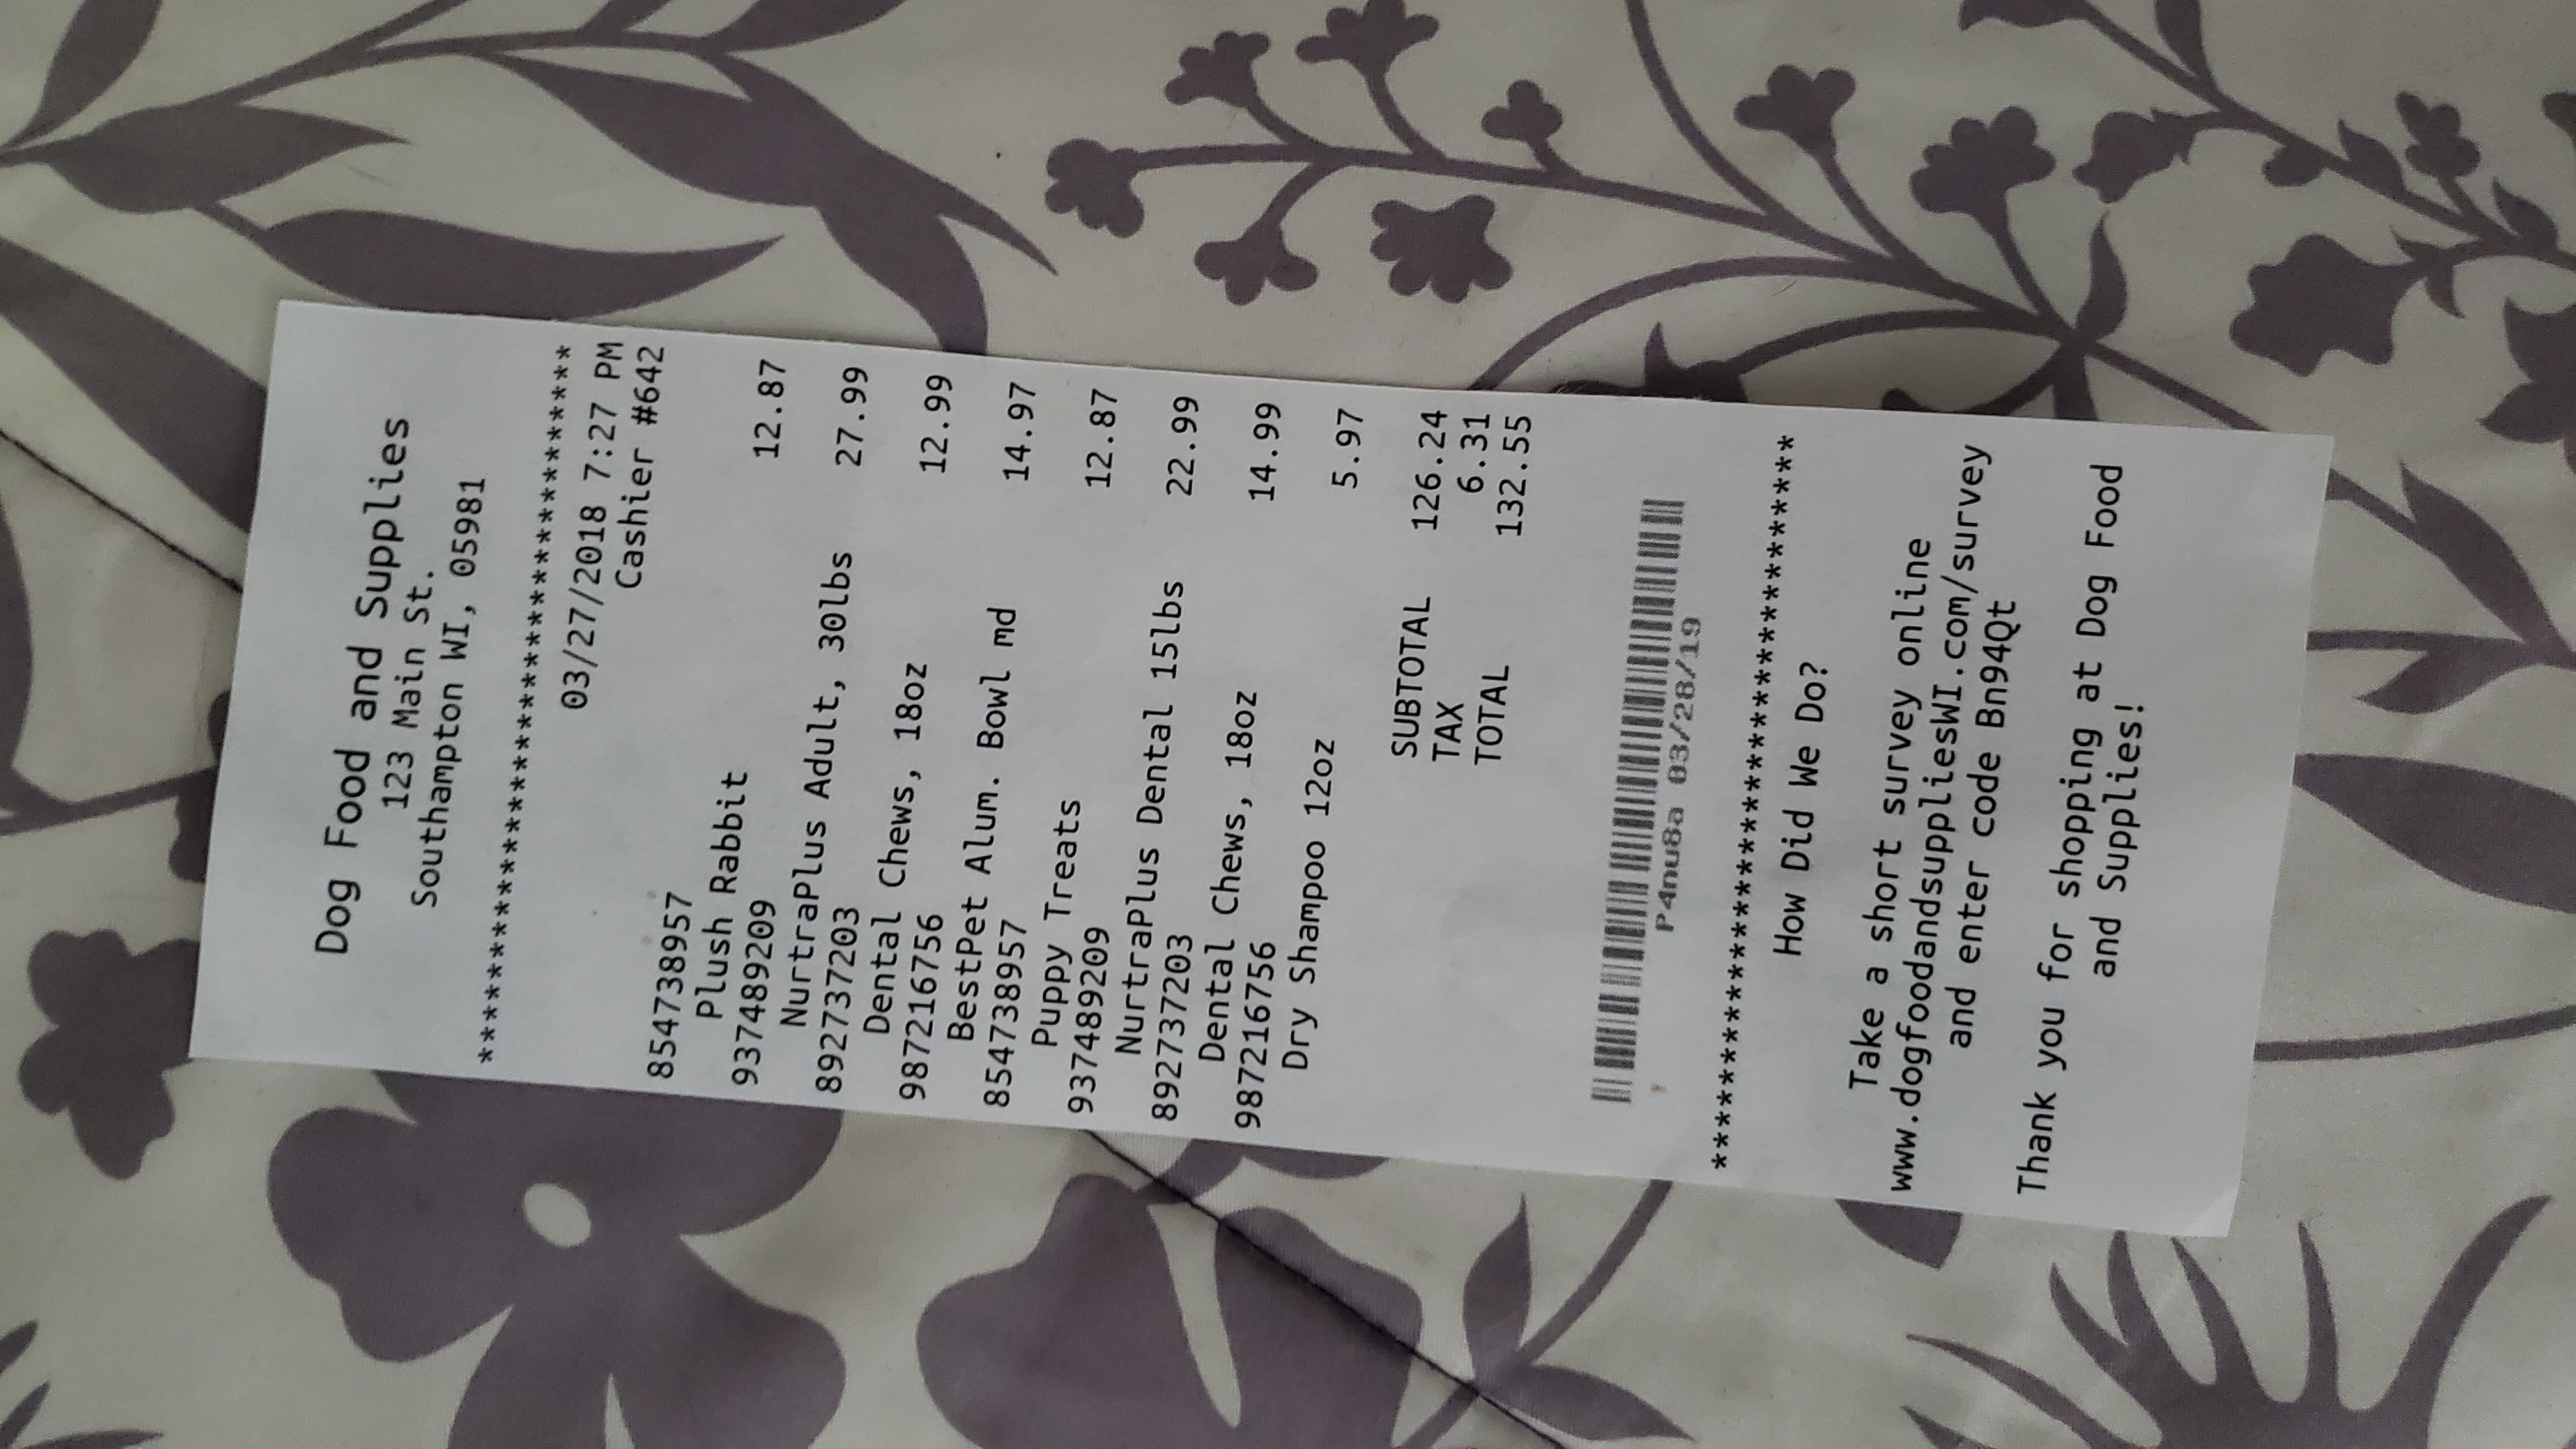 Dog Food and Supplies
123 Main St.
Southampton WI, 05981
***********************************
03/27/2018 7:27 PM
Cashier #642
854738957
Plush Rabbit 12.87
937489209
NurtraPlus Adult, 30lbs 27.99
892737203
Dental Chews, 18oz 12.99
987216756
BestPet Alum. Bowl md 14.97
854738957
Puppy Treats 12.87
937489209
NurtraPlus Dental 15lbs 22.99
892737203
Dental Chews, 18oz 14.99
987216756
Dry Shampoo 12oz 5.97
SUBTOTAL 126.24
TAX 6.31
TOTAL 132.55
P4nu8a 03/28/19
***********************************
How Did We Do?
Take a short survey online
www.dogfoodandsuppliesWI.com/survey
and enter code Bn94Qt
Thank you for shopping at Dog Food
and Supplies!